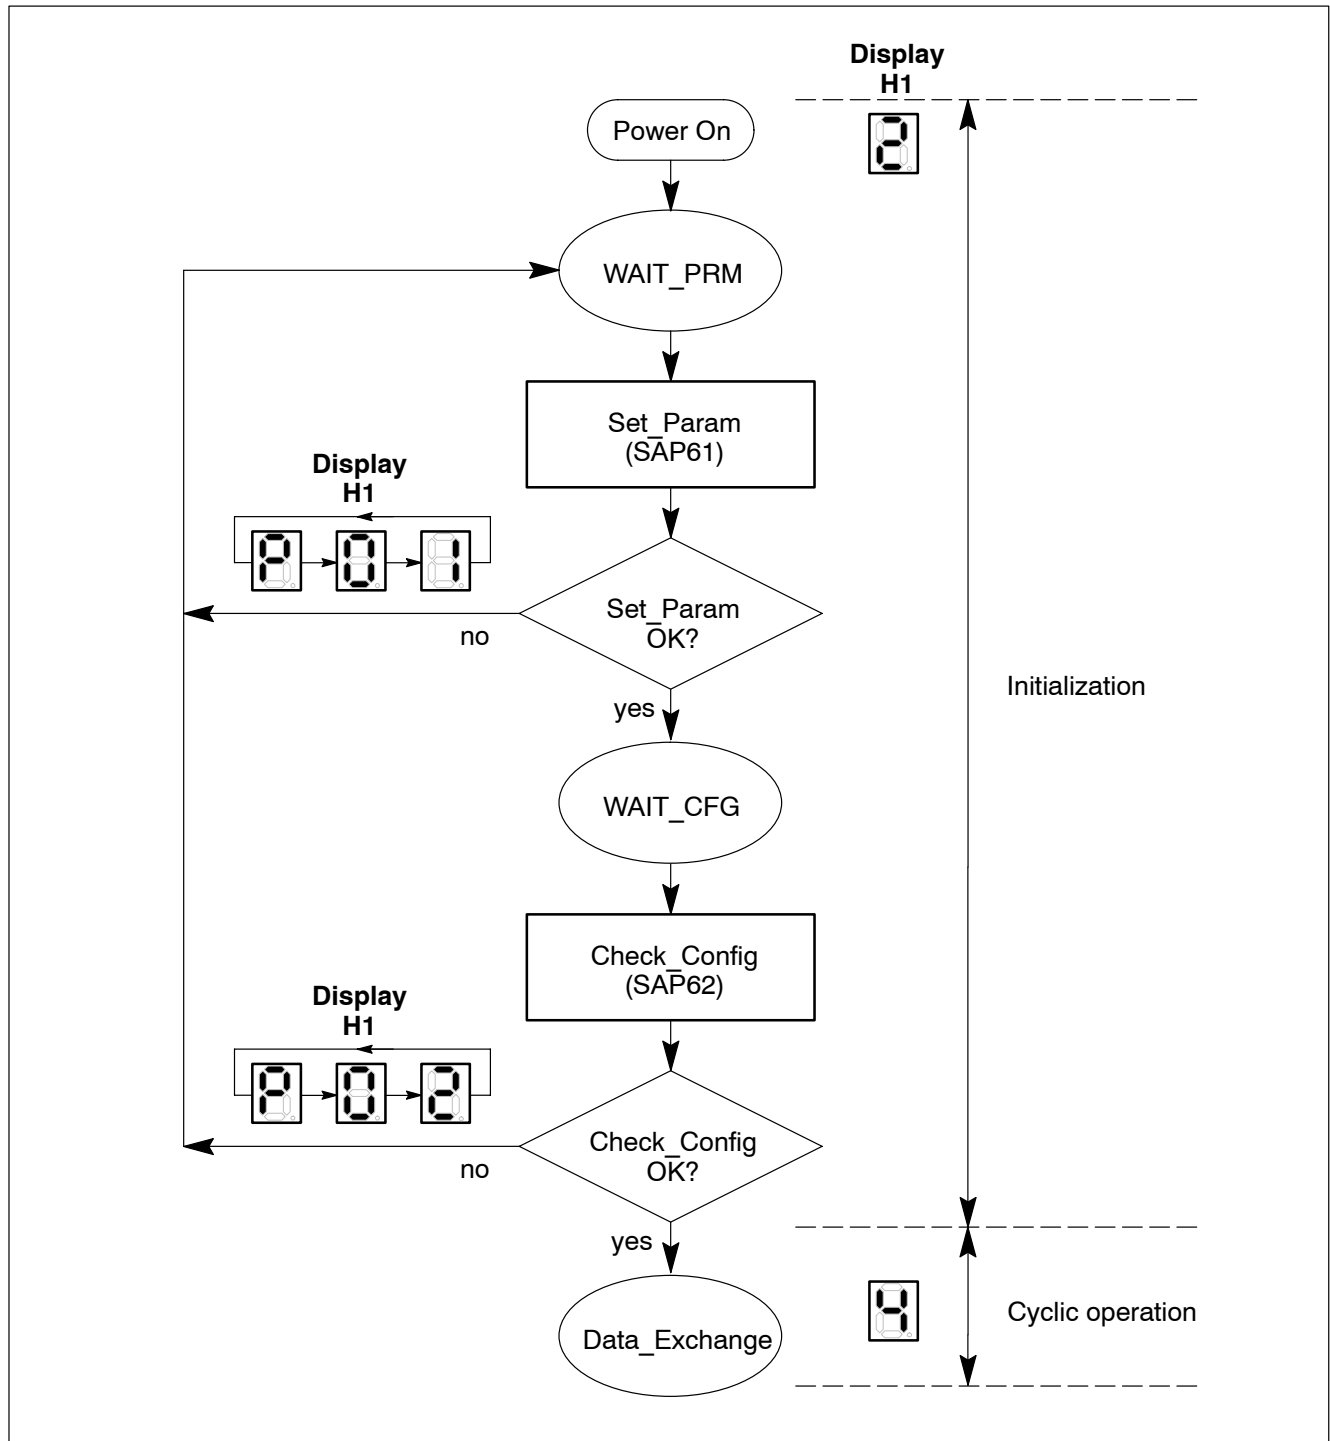 Display
H1
2
Power On
WAIT_PRM
Set_Param
(SAP61)
Display
H1
P 0 1
Set_Param
OK?
no
Initialization
yes
WAIT_CFG
Check_Config
(SAP62)
Display
H1
P 0 2
Check_Config
OK?
no
yes
4
Cyclic operation
Data_Exchange